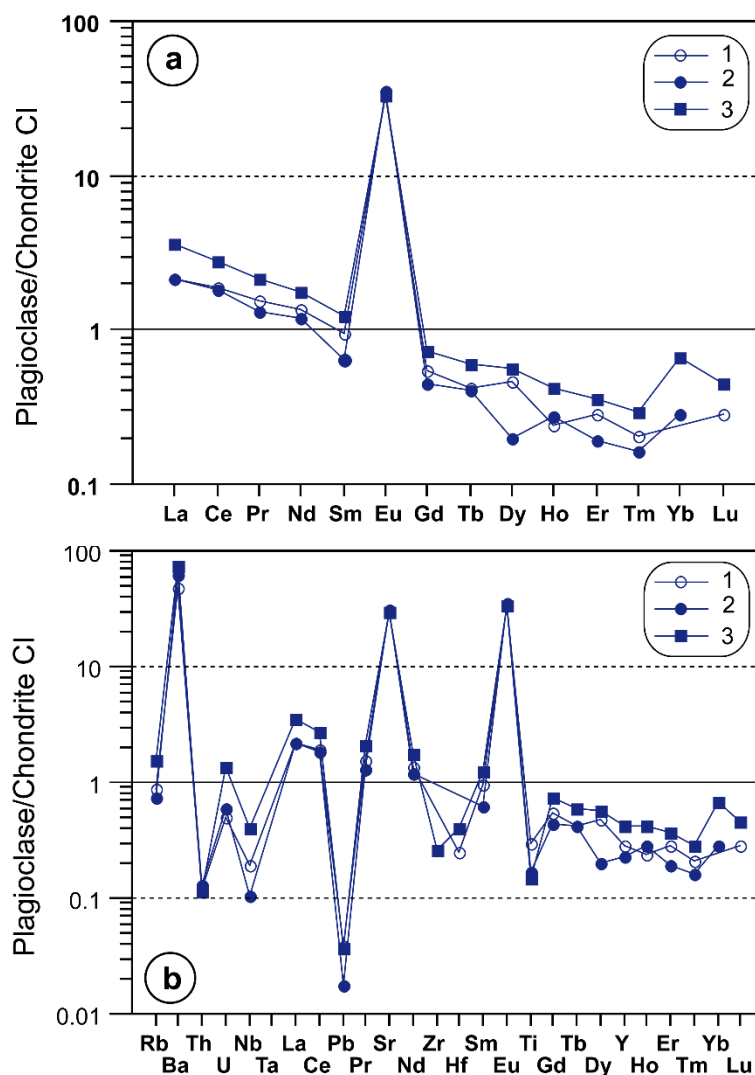 Plagioclase/Chondrite CI
100
10
1
0.1
a
1
2
3
La Ce Pr Nd Sm Eu Gd Tb Dy Ho Er Tm Yb Lu
Plagioclase/Chondrite CI
100
10
1
0.1
0.01
b
1
2
3
Rb Th Nb La Pb Sr Zr Sm Ti Tb Y Er Yb
Ba U Ta Ce Pr Nd Hf Eu Gd Dy Ho Tm Lu